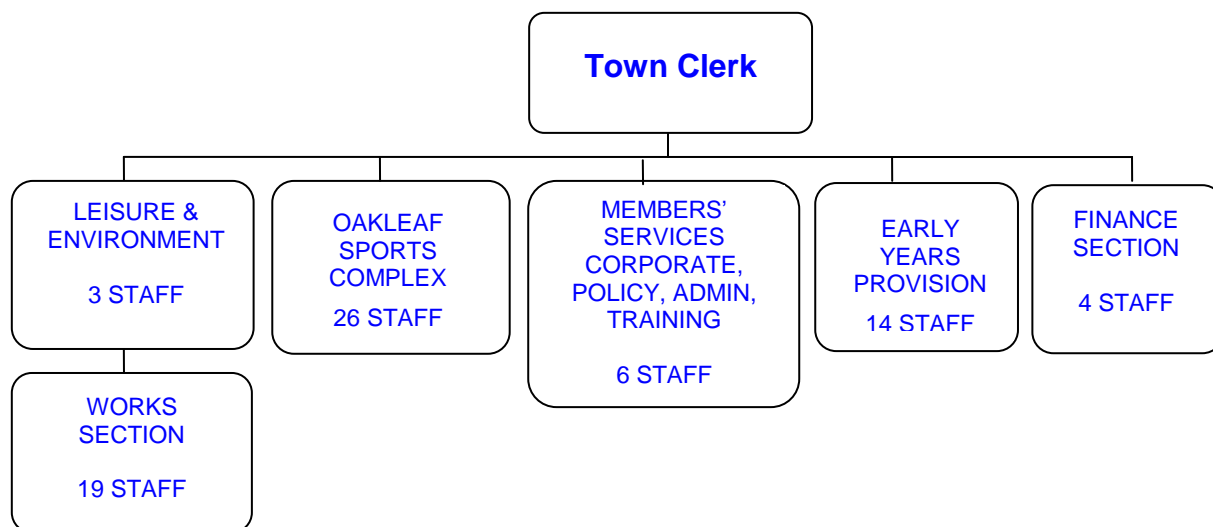 Town Clerk
LEISURE &
ENVIRONMENT
3 STAFF
OAKLEAF
SPORTS
COMPLEX
26 STAFF
MEMBERS’
SERVICES
CORPORATE,
POLICY, ADMIN,
TRAINING
6 STAFF
EARLY
YEARS
PROVISION
14 STAFF
FINANCE
SECTION
4 STAFF
WORKS
SECTION
19 STAFF